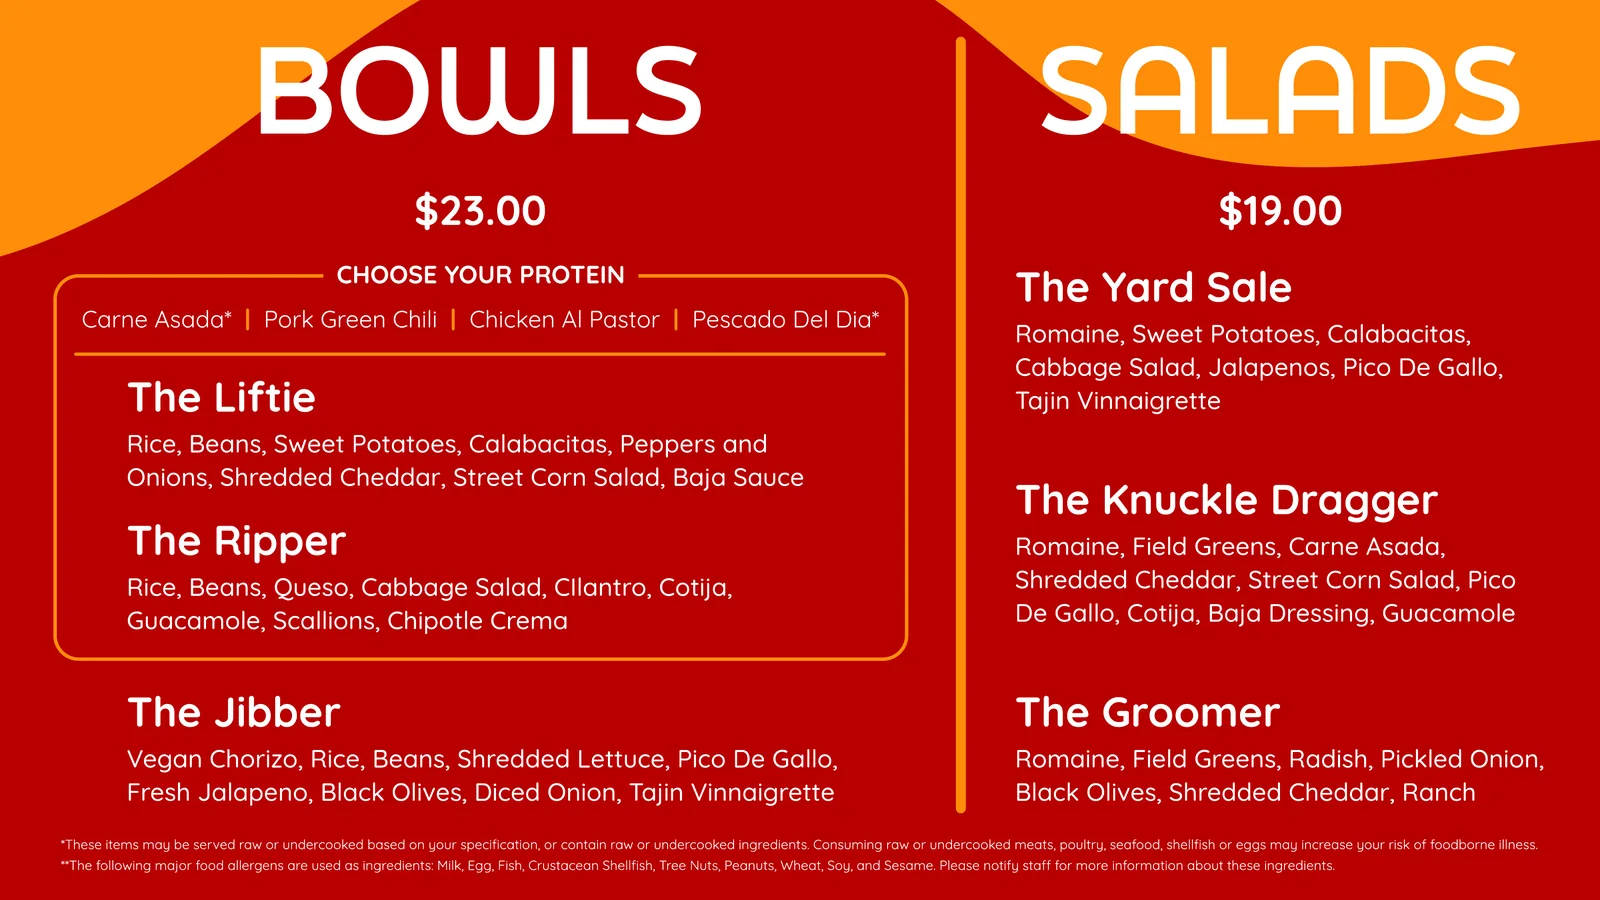 BOWLS
$23.00
CHOOSE YOUR PROTEIN
Carne Asada* | Pork Green Chili | Chicken Al Pastor | Pescado Del Dia*
The Liftie
Rice, Beans, Sweet Potatoes, Calabacitas, Peppers and
Onions, Shredded Cheddar, Street Corn Salad, Baja Sauce
The Ripper
Rice, Beans, Queso, Cabbage Salad, CIlantro, Cotija,
Guacamole, Scallions, Chipotle Crema
The Jibber
Vegan Chorizo, Rice, Beans, Shredded Lettuce, Pico De Gallo,
Fresh Jalapeno, Black Olives, Diced Onion, Tajin Vinnaigrette
SALADS
$19.00
The Yard Sale
Romaine, Sweet Potatoes, Calabacitas,
Cabbage Salad, Jalapenos, Pico De Gallo,
Tajin Vinnaigrette
The Knuckle Dragger
Romaine, Field Greens, Carne Asada,
Shredded Cheddar, Street Corn Salad, Pico
De Gallo, Cotija, Baja Dressing, Guacamole
The Groomer
Romaine, Field Greens, Radish, Pickled Onion,
Black Olives, Shredded Cheddar, Ranch
*These items may be served raw or undercooked based on your specification, or contain raw or undercooked ingredients. Consuming raw or undercooked meats, poultry, seafood, shellfish or eggs may increase your risk of foodborne illness.
**The following major food allergens are used as ingredients: Milk, Egg, Fish, Crustacean Shellfish, Tree Nuts, Peanuts, Wheat, Soy, and Sesame. Please notify staff for more information about these ingredients.